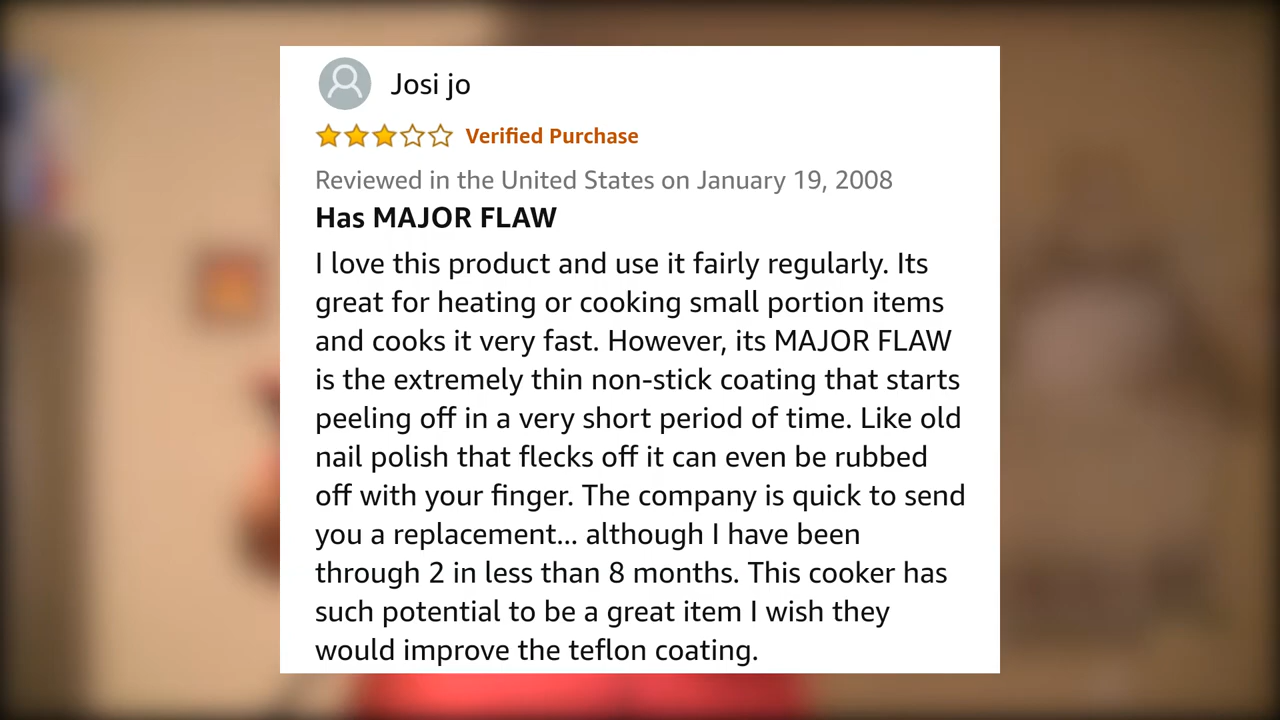 Josi jo
Verified Purchase
Reviewed in the United States on January 19, 2008
Has MAJOR FLAW
I love this product and use it fairly regularly. Its
great for heating or cooking small portion items
and cooks it very fast. However, its MAJOR FLAW
is the extremely thin non-stick coating that starts
peeling off in a very short period of time. Like old
nail polish that flecks off it can even be rubbed
off with your finger. The company is quick to send
you a replacement... although I have been
through 2 in less than 8 months. This cooker has
such potential to be a great item I wish they
would improve the teflon coating.